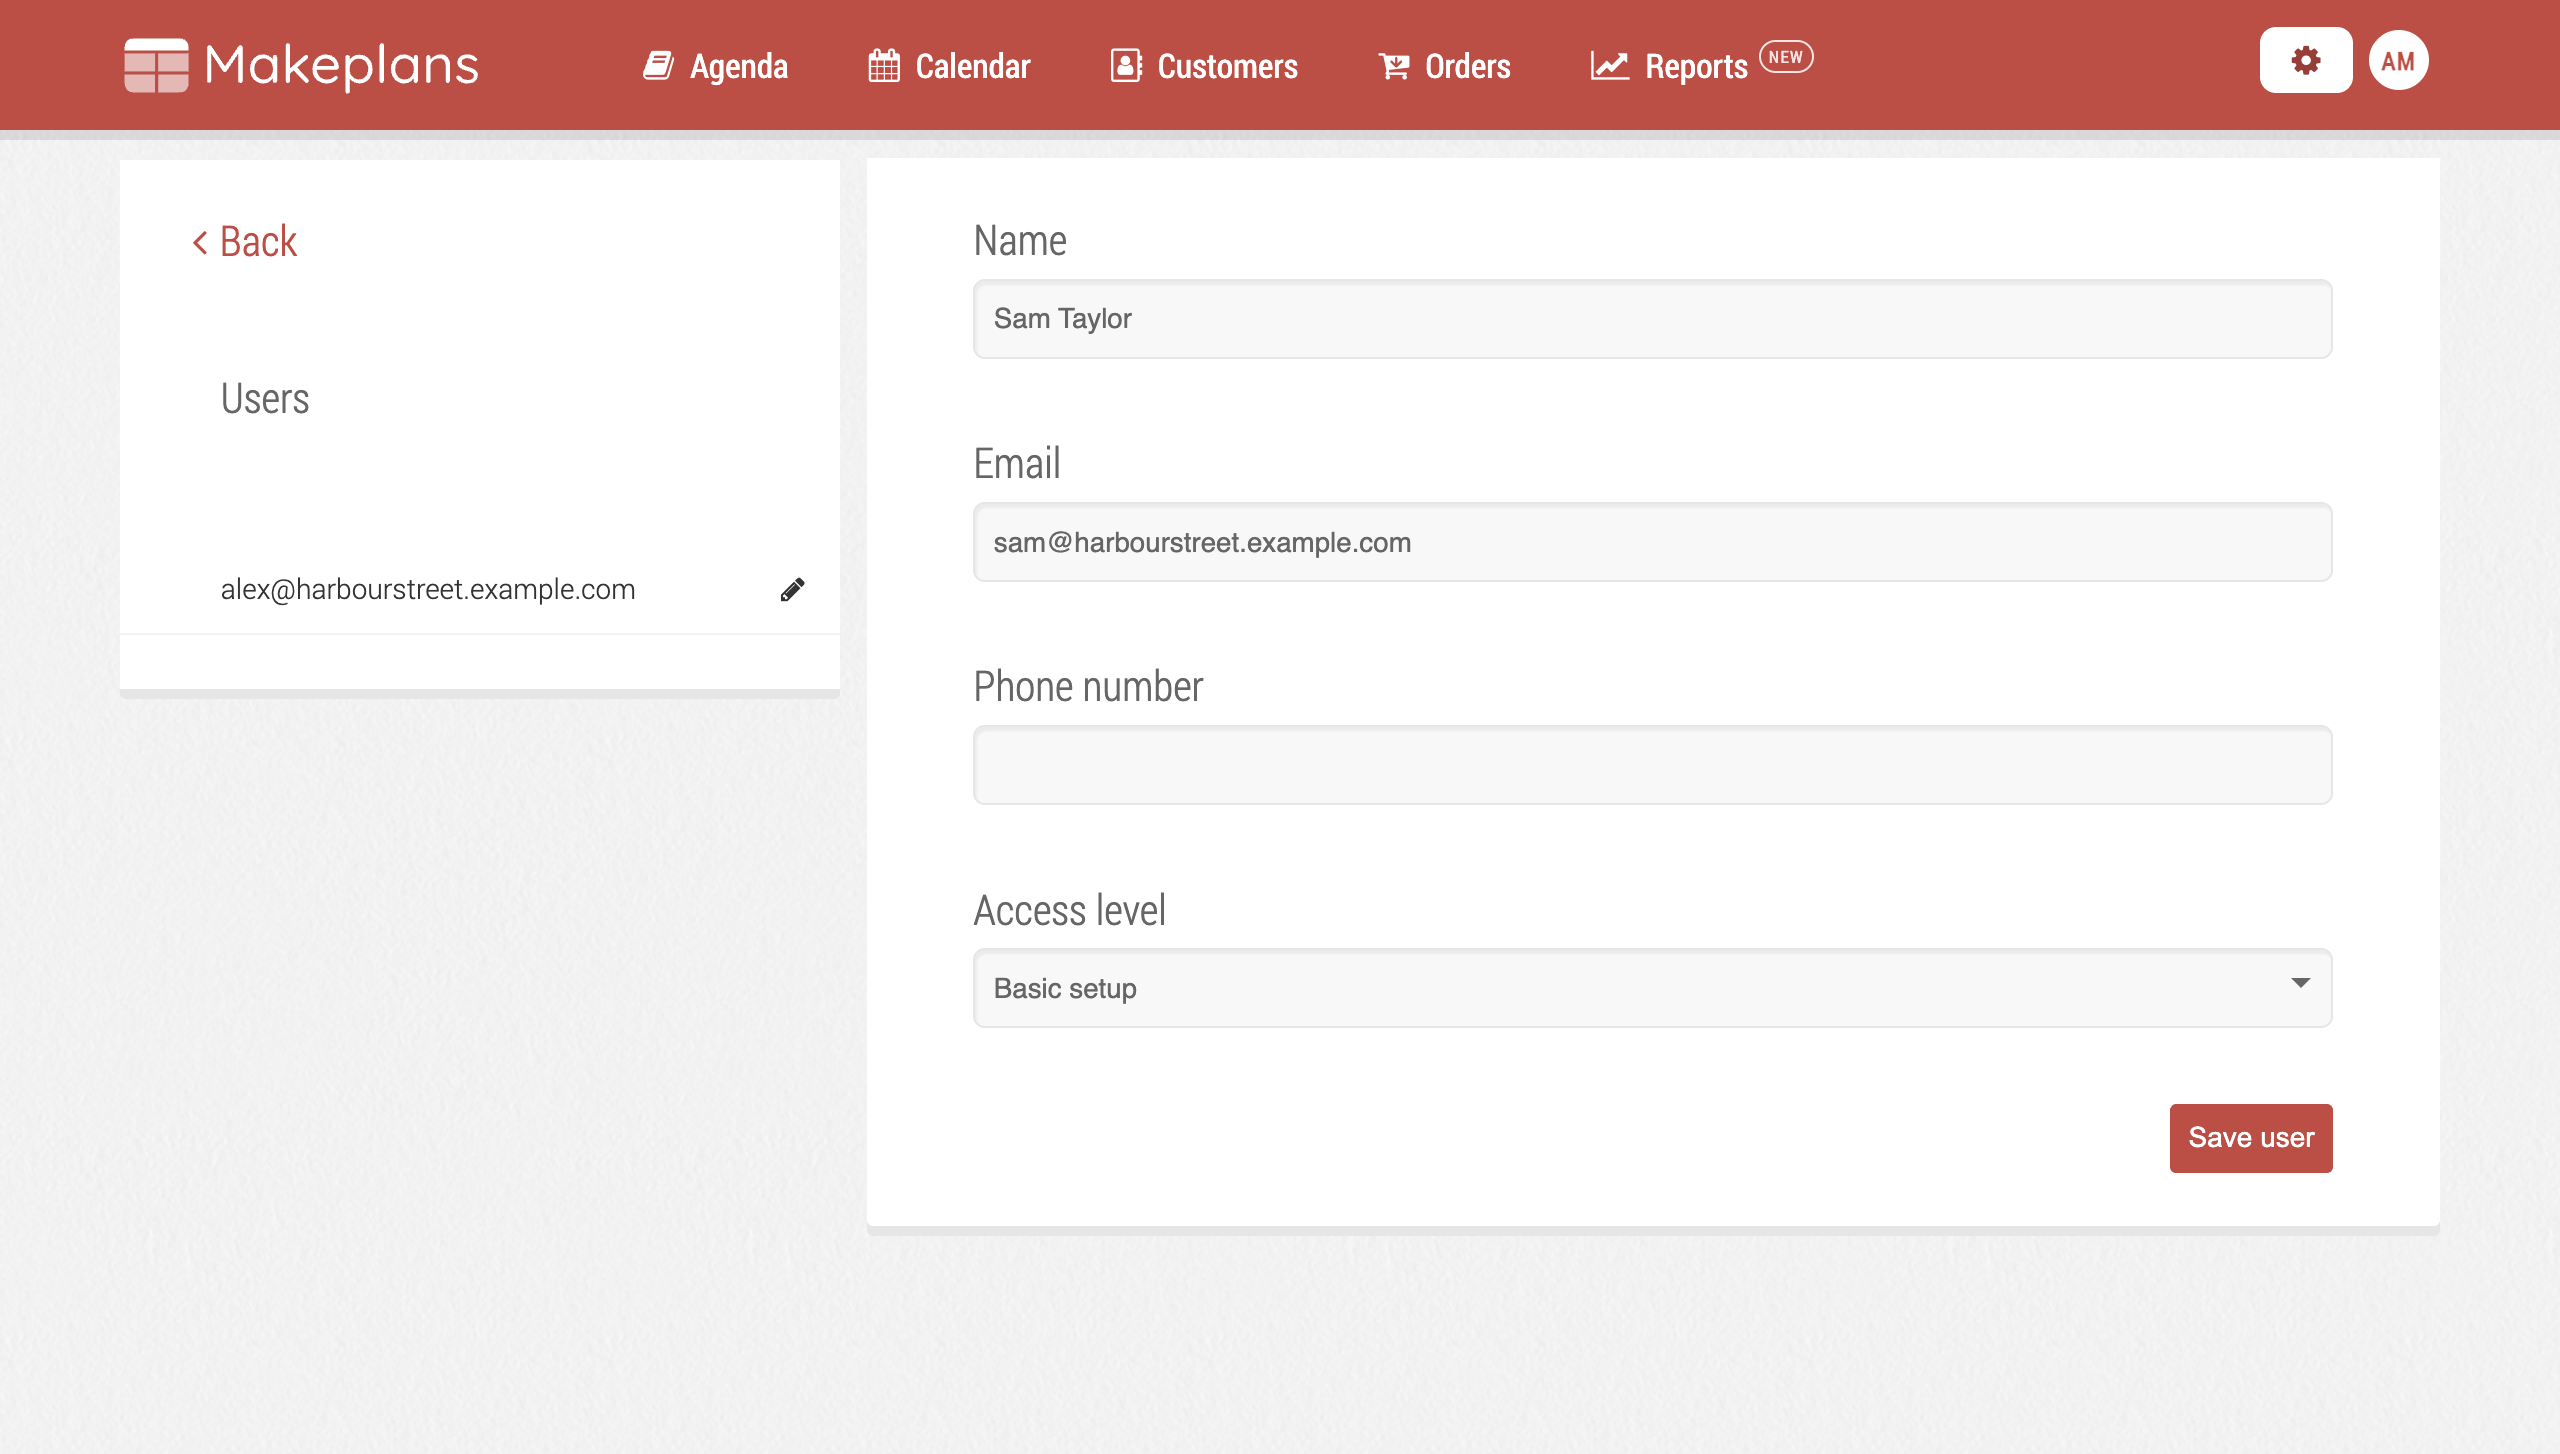 Makeplans
Agenda
Calendar
Customers
Orders
Reports NEW
AM
Back
Users
alex@harbourstreet.example.com
Name
Sam Taylor
Email
sam@harbourstreet.example.com
Phone number
Access level
Basic setup
Save user